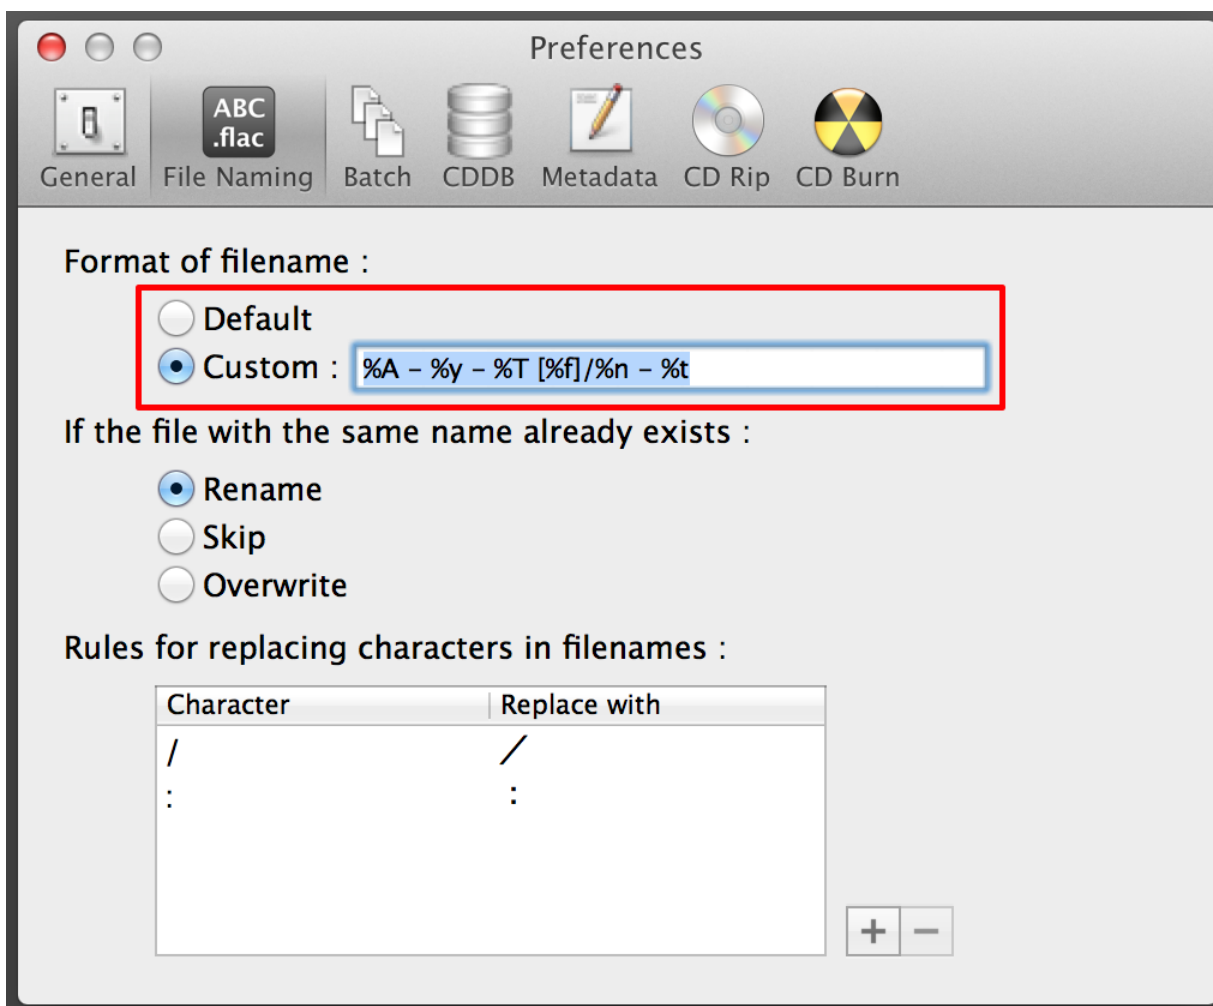 Preferences
ABC
.flac
General File Naming Batch CDDB Metadata CD Rip CD Burn
Format of filename :
Default
Custom : %A – %y – %T [%f]/%n – %t
If the file with the same name already exists :
Rename
Skip
Overwrite
Rules for replacing characters in filenames :
Character Replace with
/ ／
: ：
+ −